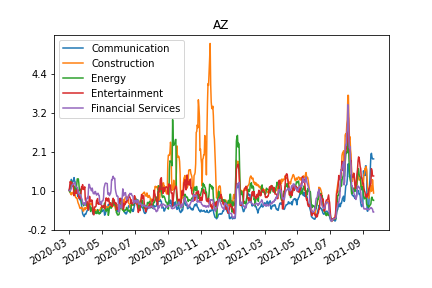 AZ
Communication
Construction
Energy
Entertainment
Financial Services
4.4
3.2
2.1
1.0
-0.2
2020-03
2020-05
2020-07
2020-09
2020-11
2021-01
2021-03
2021-05
2021-07
2021-09